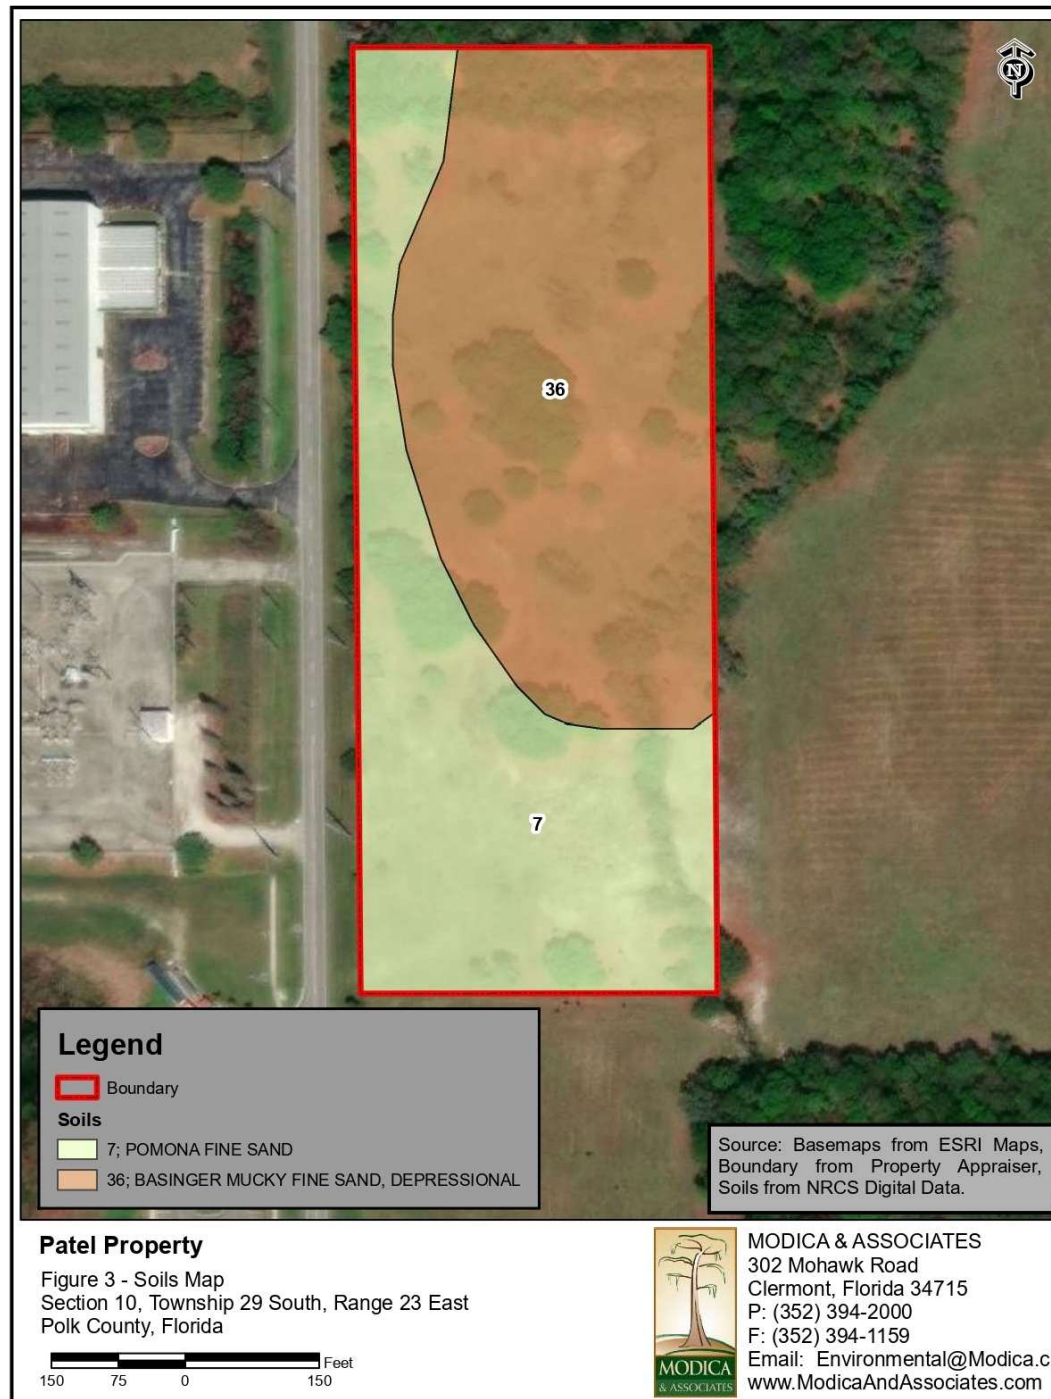 N
36
7
Legend
Boundary
Soils
7; POMONA FINE SAND
36; BASINGER MUCKY FINE SAND, DEPRESSIONAL
Source: Basemaps from ESRI Maps,
Boundary from Property Appraiser,
Soils from NRCS Digital Data.
Patel Property
Figure 3 - Soils Map
Section 10, Township 29 South, Range 23 East
Polk County, Florida
Feet
150 75 0 150
MODICA
& ASSOCIATES
MODICA & ASSOCIATES
302 Mohawk Road
Clermont, Florida 34715
P: (352) 394-2000
F: (352) 394-1159
Email: Environmental@Modica.c
www.ModicaAndAssociates.com